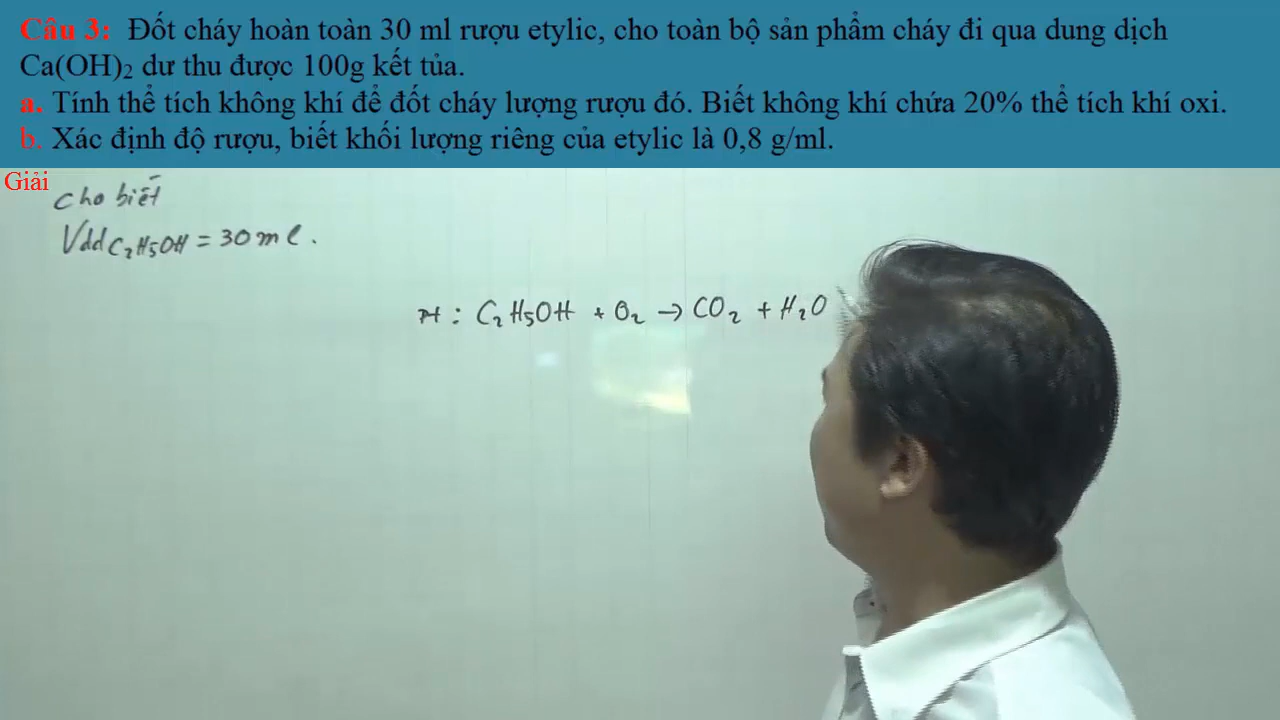 Câu 3: Đốt cháy hoàn toàn 30 ml rượu etylic, cho toàn bộ sản phẩm cháy đi qua dung dịch
Ca(OH)₂ dư thu được 100g kết tủa.
a. Tính thể tích không khí để đốt cháy lượng rượu đó. Biết không khí chứa 20% thể tích khí oxi.
b. Xác định độ rượu, biết khối lượng riêng của etylic là 0,8 g/ml.
Giải
Cho biết
Vdd C₂H₅OH = 30 ml.
Pt : C₂H₅OH + O₂ → CO₂ + H₂O